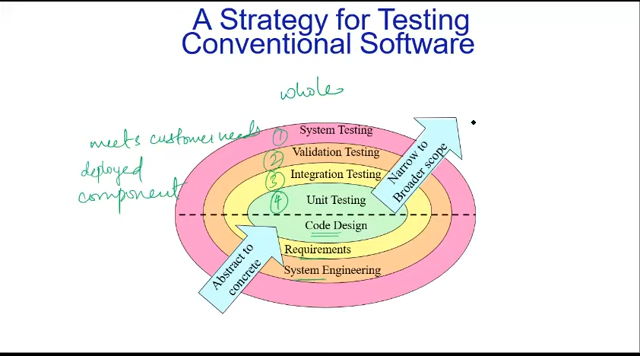 A Strategy for Testing
Conventional Software
whole
meets customer needs
deployed
component
① System Testing
② Validation Testing
③ Integration Testing
④ Unit Testing
Code Design
Requirements
System Engineering
Narrow to
Broader scope
Abstract to
concrete